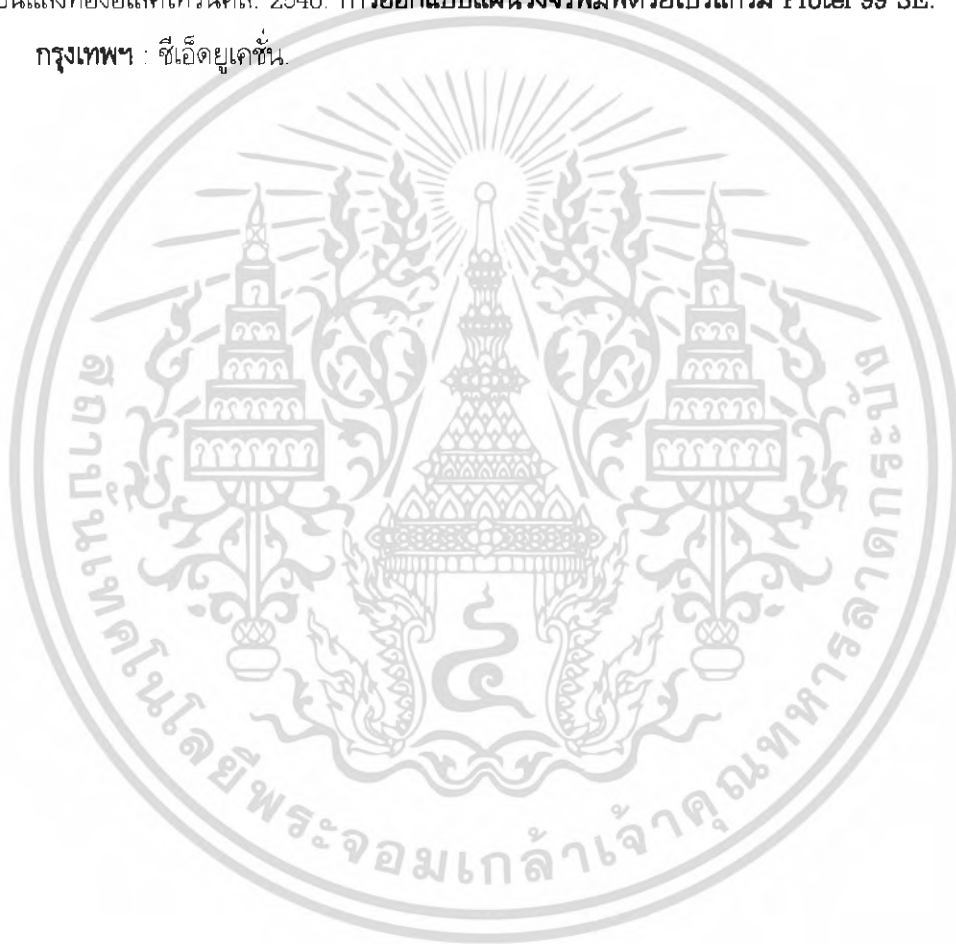 2546. การออกแบบแผ่นวงจรพิมพ์ด้วยโปรแกรม Protel 99 SE.
กรุงเทพฯ : ซีเอ็ดยูเคชั่น.
๔
สถาบันเทคโนโลยีพระจอมเกล้าเจ้าคุณทหารลาดกระบัง